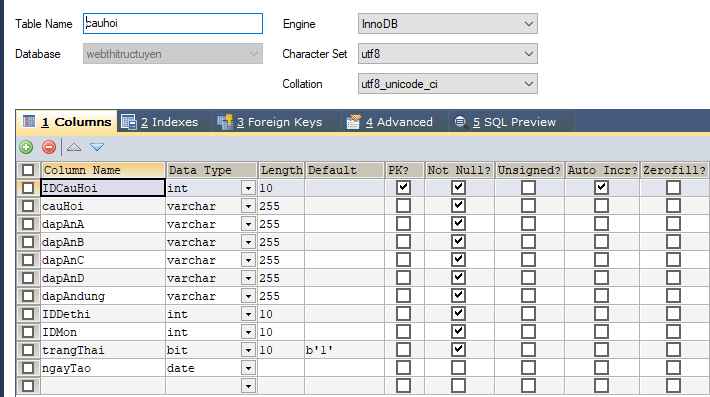 Table Name cauhoi Engine InnoDB
Database webthitructuyen Character Set utf8
Collation utf8_unicode_ci
1 Columns 2 Indexes 3 Foreign Keys 4 Advanced 5 SQL Preview
Column Name Data Type Length Default PK? Not Null? Unsigned? Auto Incr? Zerofill?
IDCauHoi int 10
cauHoi varchar 255
dapAnA varchar 255
dapAnB varchar 255
dapAnC varchar 255
dapAnD varchar 255
dapAndung varchar 255
IDDethi int 10
IDMon int 10
trangThai bit 10 b'1'
ngayTao date